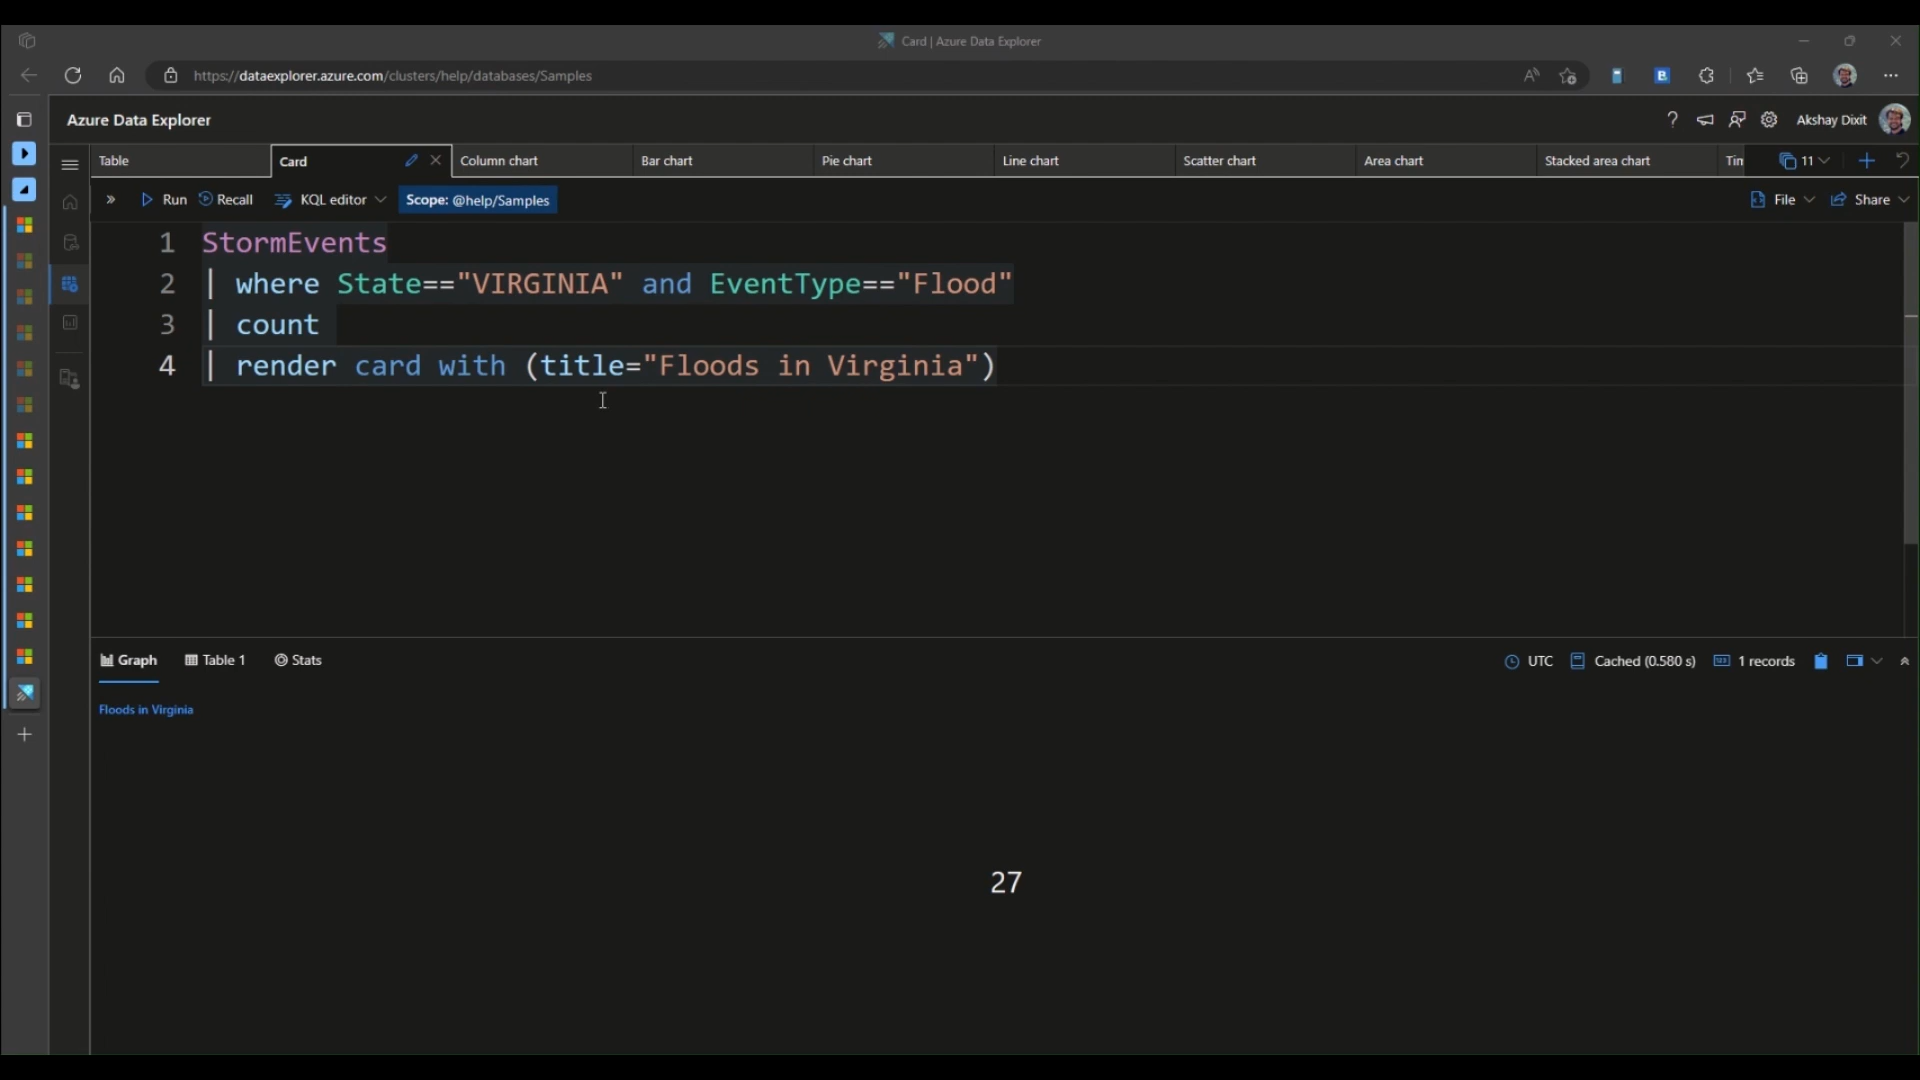 Card | Azure Data Explorer
https://dataexplorer.azure.com/clusters/help/databases/Samples
Azure Data Explorer
Akshay Dixit
Table
Card
Column chart
Bar chart
Pie chart
Line chart
Scatter chart
Area chart
Stacked area chart
Tin
11
Run
Recall
KQL editor
Scope: @help/Samples
File
Share
1 StormEvents
2 | where State=="VIRGINIA" and EventType=="Flood"
3 | count
4 | render card with (title="Floods in Virginia")
Graph
Table 1
Stats
UTC
Cached (0.580 s)
1 records
Floods in Virginia
27